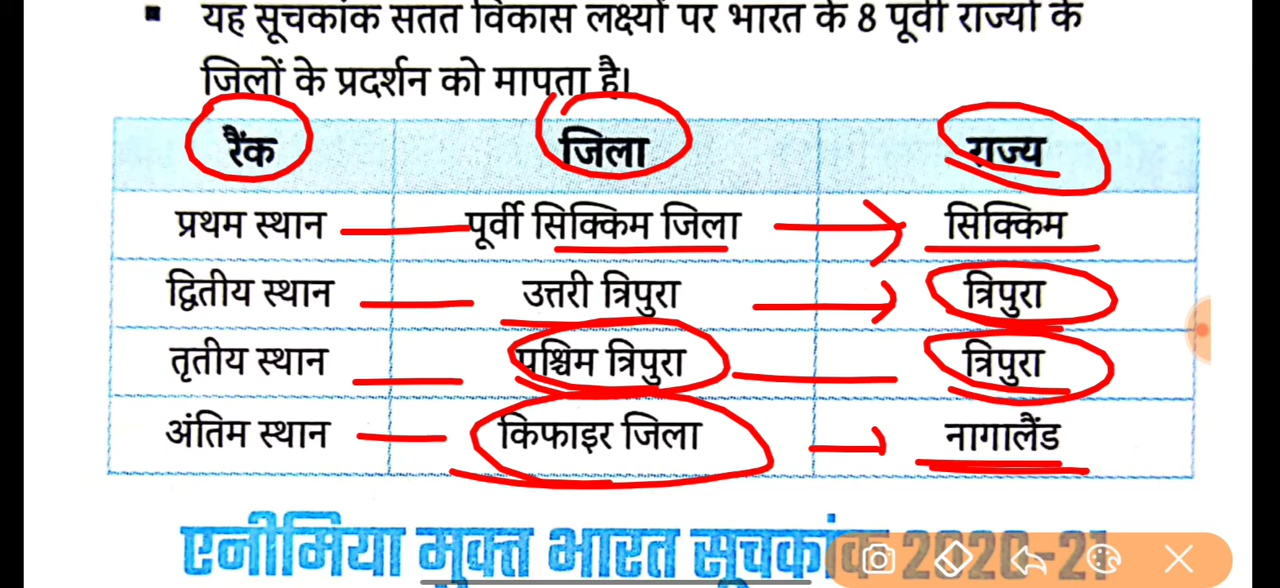 ▪ यह सूचकांक सतत विकास लक्ष्यों पर भारत के 8 पूर्वी राज्यों के
जिलों के प्रदर्शन को मापता है।
रैंक जिला राज्य
प्रथम स्थान पूर्वी सिक्किम जिला सिक्किम
द्वितीय स्थान उत्तरी त्रिपुरा त्रिपुरा
तृतीय स्थान पश्चिम त्रिपुरा त्रिपुरा
अंतिम स्थान किफाइर जिला नागालैंड
एनीमिया मुक्त भारत सूचकांक 2020-21